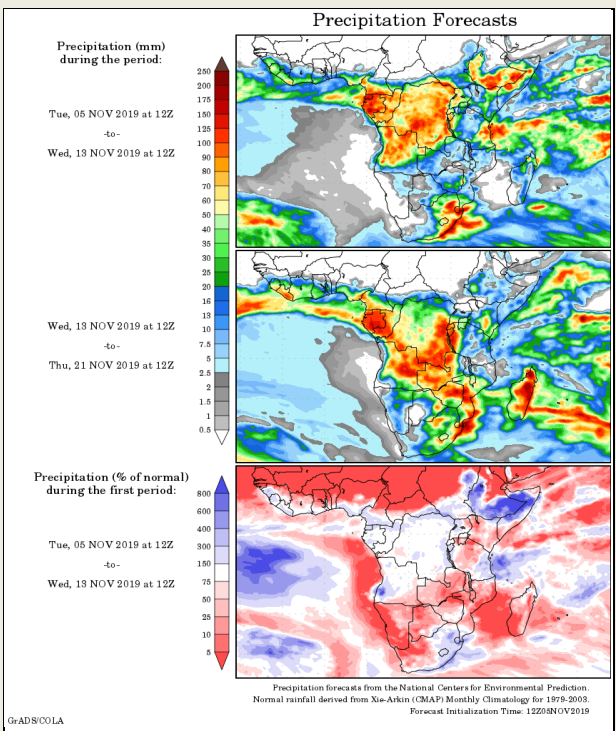 Precipitation Forecasts
Precipitation (mm)
during the period:
Tue, 05 NOV 2019 at 12Z
-to-
Wed, 13 NOV 2019 at 12Z
250
200
175
150
125
100
90
80
70
60
50
40
35
30
25
20
16
13
10
7.5
5
2.5
2
1.5
1
0.5
Wed, 13 NOV 2019 at 12Z
-to-
Thu, 21 NOV 2019 at 12Z
Precipitation (% of normal)
during the first period:
Tue, 05 NOV 2019 at 12Z
-to-
Wed, 13 NOV 2019 at 12Z
800
600
400
300
150
75
50
25
10
5
Precipitation forecasts from the National Centers for Environmental Prediction.
Normal rainfall derived from Xie-Arkin (CMAP) Monthly Climatology for 1979-2003.
Forecast Initialization Time: 12Z05NOV2019
GrADS/COLA